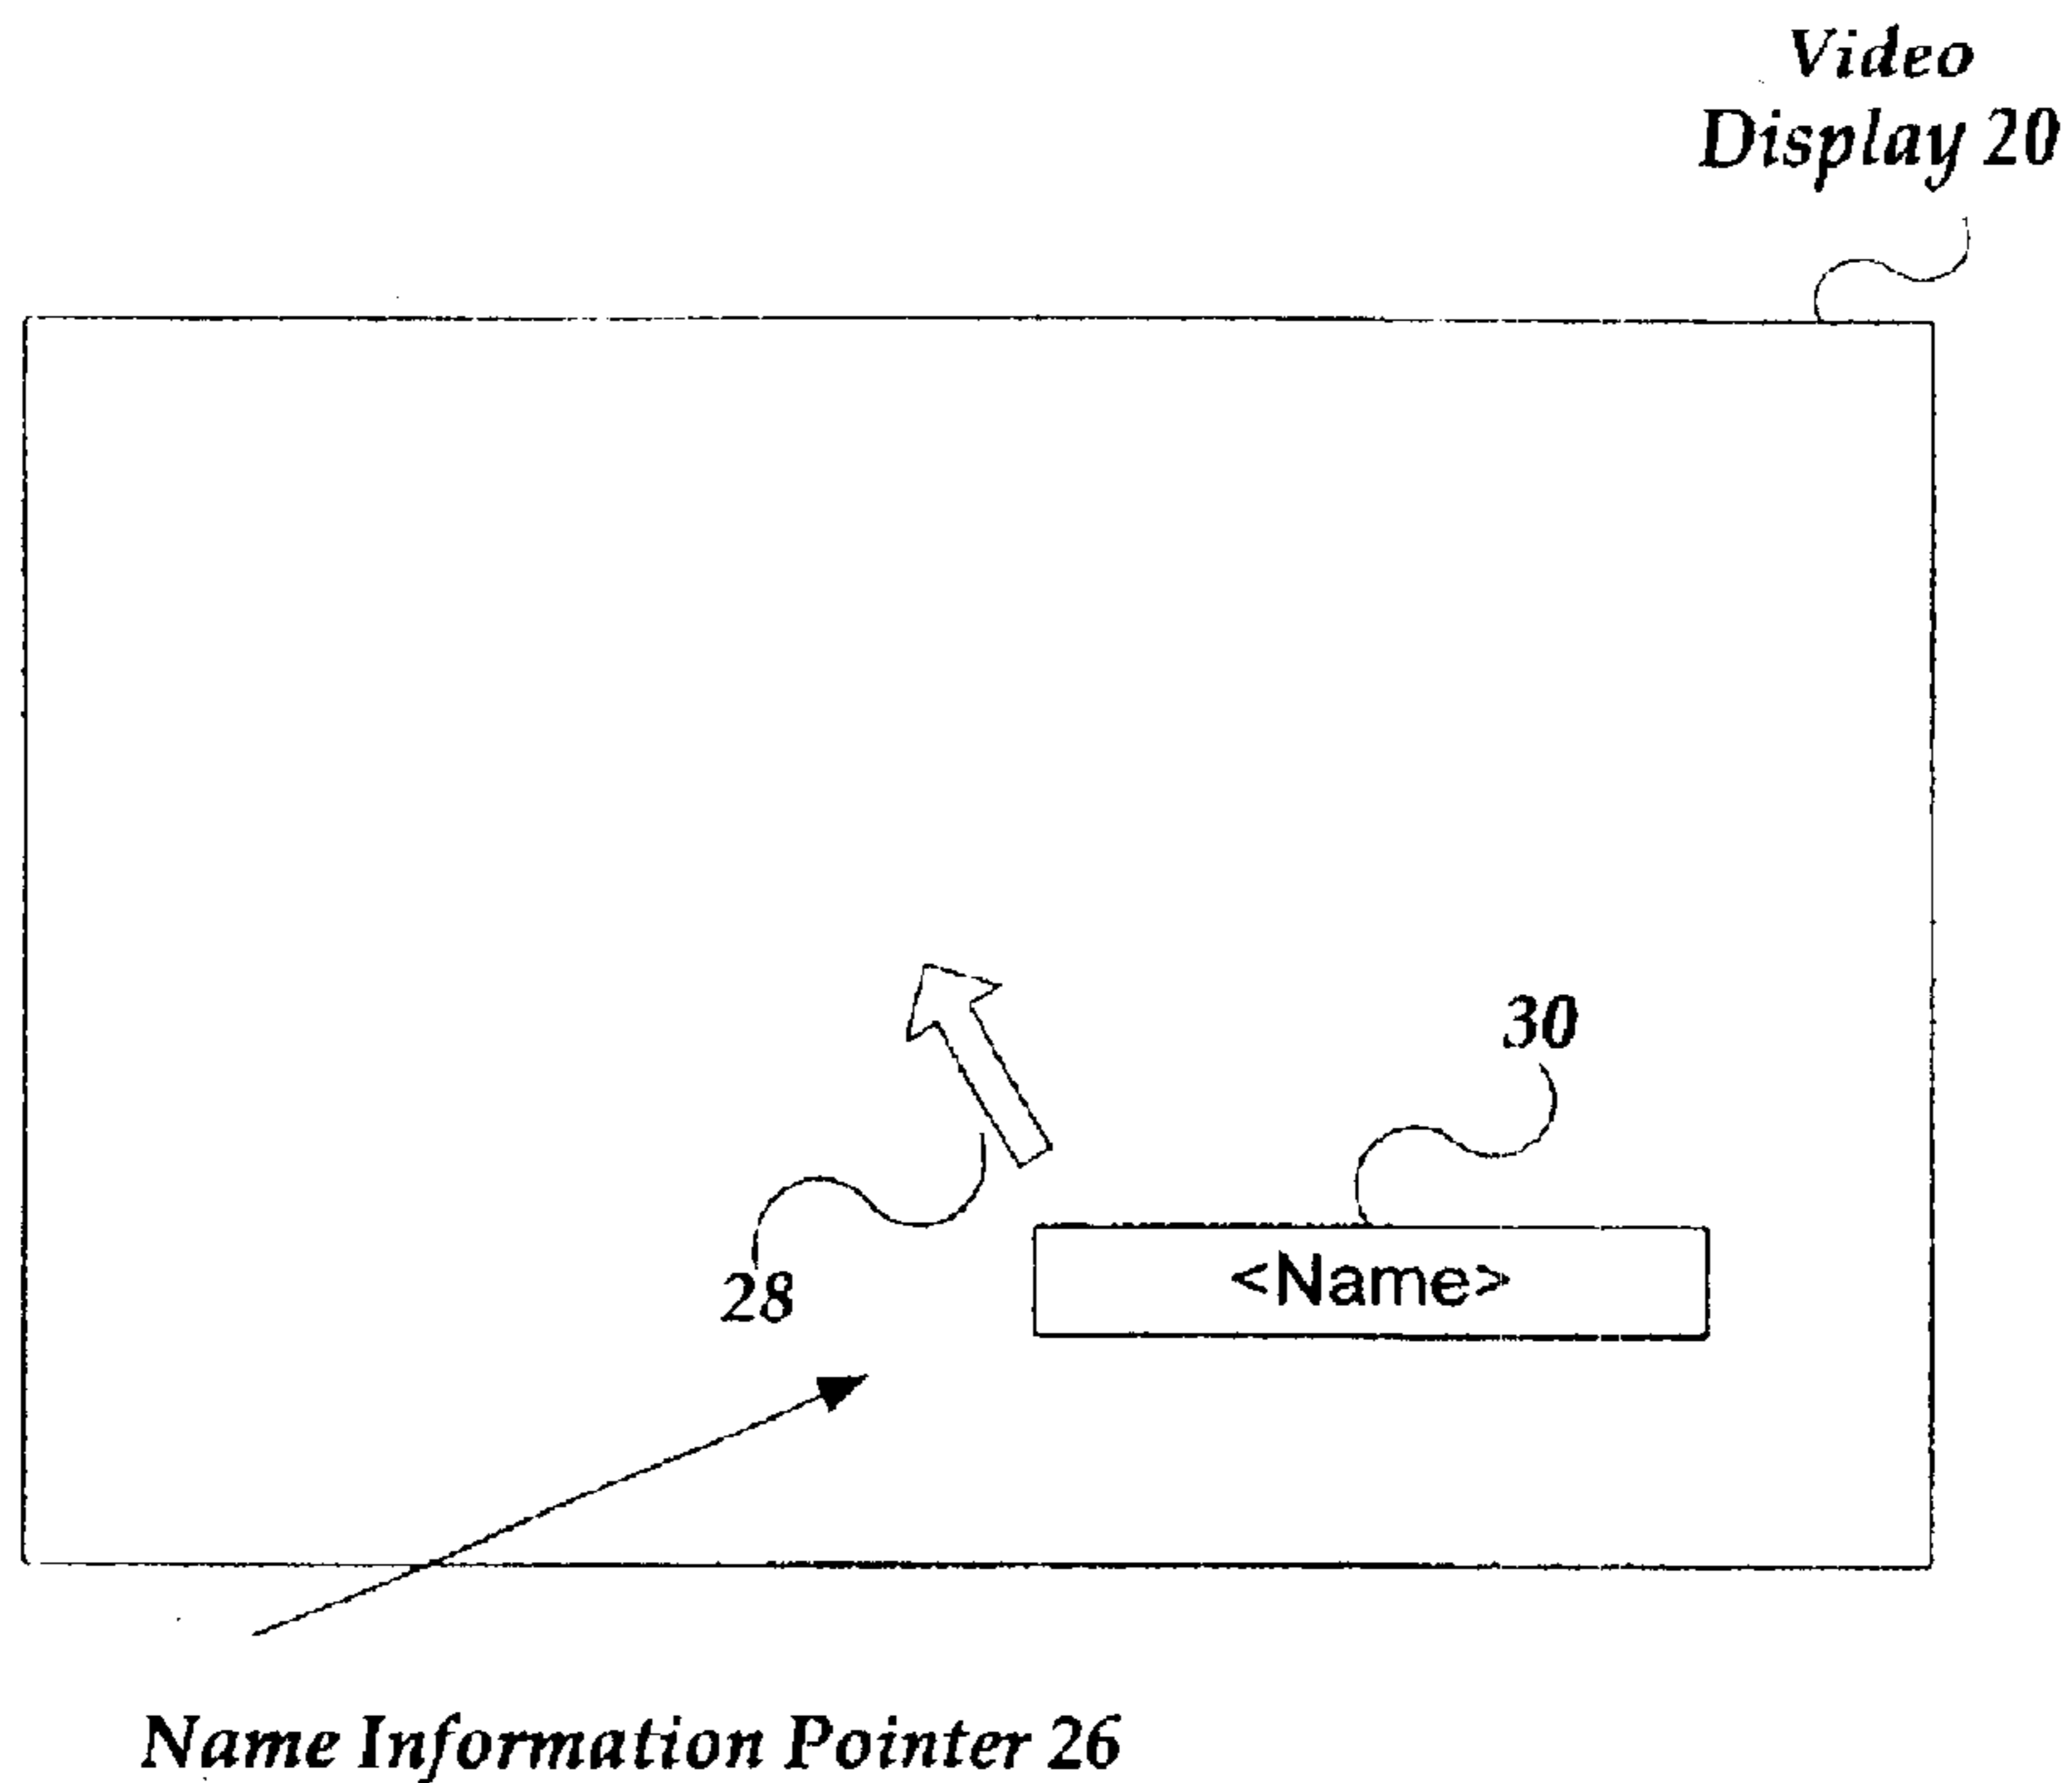 Video
Display 20
30
28
<Name>
Name Information Pointer 26